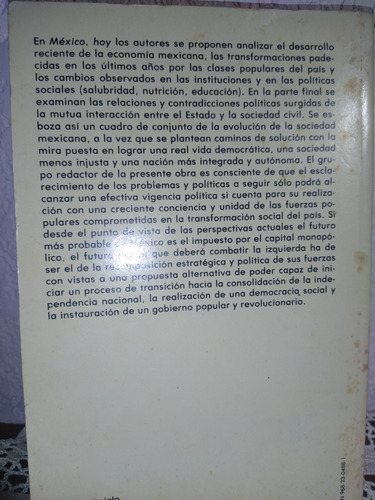 En México, hoy los autores se proponen analizar el desarrollo
reciente de la economía mexicana, las transformaciones pade-
cidas en los últimos años por las clases populares del país y
los cambios observados en las instituciones y en las políticas
sociales (salubridad, nutrición, educación). En la parte final se
examinan las relaciones y contradicciones políticas surgidas de
la mutua interacción entre el Estado y la sociedad civil. Se es-
boza así un cuadro de conjunto de la evolución de la sociedad
mexicana, a la vez que se plantean caminos de solución con la
mira puesta en lograr una real vida democrática, una sociedad
menos injusta y una nación más integrada y autónoma. El gru-
po redactor de la presente obra es consciente de que el escla-
recimiento de los problemas y políticas a seguir sólo podrá al-
canzar una efectiva vigencia política si cuenta para su realiza-
ción con una creciente conciencia y unidad de las fuerzas po-
pulares comprometidas en la transformación social del país. Si
desde el punto de vista de las perspectivas actuales el futuro
más probable de México es el impuesto por el capital monopó-
lico, el futuro que deberá combatir la izquierda ha de
ser el de la recomposición estratégica y política de sus fuerzas
con vistas a una propuesta alternativa de poder capaz de ini-
ciar un proceso de transición hacia la consolidación de la inde-
pendencia nacional, la realización de una democracia social y
la instauración de un gobierno popular y revolucionario.